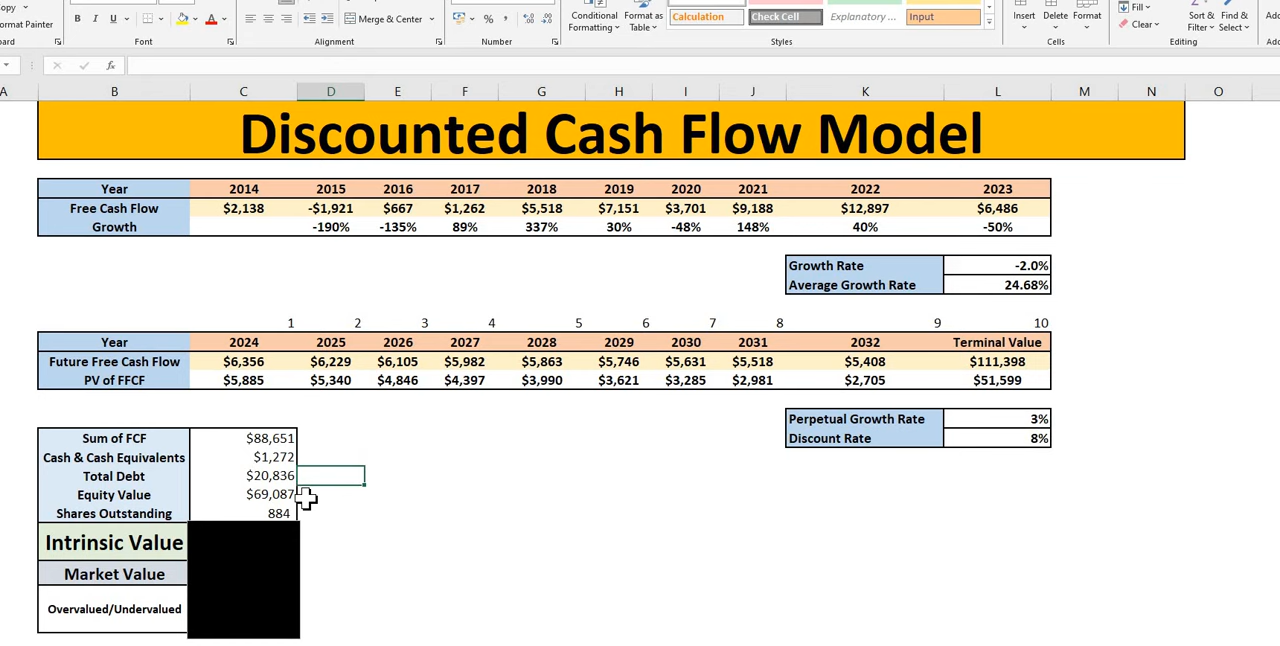 Copy
Format Painter
Board
B I U A
Font
Merge & Center
Alignment
$ % ,
Number
Conditional Formatting
Format as Table
Calculation Check Cell Explanatory ... Input
Styles
Insert Delete Format
Cells
Fill
Clear
Sort & Filter Find & Select
Editing
fx
A B C D E F G H I J K L M N O
Discounted Cash Flow Model
Year 2014 2015 2016 2017 2018 2019 2020 2021 2022 2023
Free Cash Flow $2,138 -$1,921 $667 $1,262 $5,518 $7,151 $3,701 $9,188 $12,897 $6,486
Growth -190% -135% 89% 337% 30% -48% 148% 40% -50%
Growth Rate -2.0%
Average Growth Rate 24.68%
1 2 3 4 5 6 7 8 9 10
Year 2024 2025 2026 2027 2028 2029 2030 2031 2032 Terminal Value
Future Free Cash Flow $6,356 $6,229 $6,105 $5,982 $5,863 $5,746 $5,631 $5,518 $5,408 $111,398
PV of FFCF $5,885 $5,340 $4,846 $4,397 $3,990 $3,621 $3,285 $2,981 $2,705 $51,599
Perpetual Growth Rate 3%
Discount Rate 8%
Sum of FCF $88,651
Cash & Cash Equivalents $1,272
Total Debt $20,836
Equity Value $69,087
Shares Outstanding 884
Intrinsic Value
Market Value
Overvalued/Undervalued